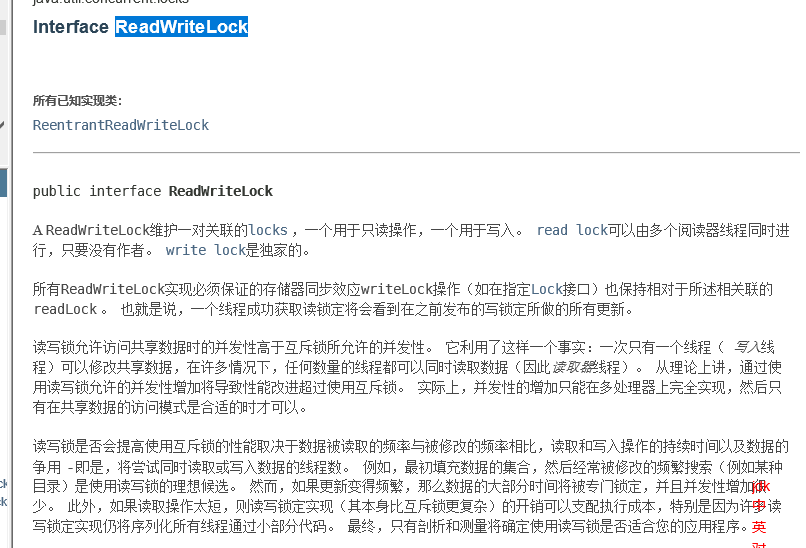 java.util.concurrent.locks
Interface ReadWriteLock
所有已知实现类:
ReentrantReadWriteLock
public interface ReadWriteLock
A ReadWriteLock维护一对关联的locks ，一个用于只读操作，一个用于写入。 read lock可以由多个阅读器线程同时进
行，只要没有作者。 write lock是独家的。
所有ReadWriteLock实现必须保证的存储器同步效应writeLock操作（如在指定Lock接口）也保持相对于所述相关联的
readLock 。 也就是说，一个线程成功获取读锁定将会看到在之前发布的写锁定所做的所有更新。
读写锁允许访问共享数据时的并发性高于互斥锁所允许的并发性。 它利用了这样一个事实：一次只有一个线程（ 写入线
程）可以修改共享数据，在许多情况下，任何数量的线程都可以同时读取数据（因此读取器线程）。 从理论上讲，通过使
用读写锁允许的并发性增加将导致性能改进超过使用互斥锁。 实际上，并发性的增加只能在多处理器上完全实现，然后只
有在共享数据的访问模式是合适的时才可以。
读写锁是否会提高使用互斥锁的性能取决于数据被读取的频率与被修改的频率相比，读取和写入操作的持续时间以及数据的
争用 -即是，将尝试同时读取或写入数据的线程数。 例如，最初填充数据的集合，然后经常被修改的频繁搜索（例如某种
目录）是使用读写锁的理想候选。 然而，如果更新变得频繁，那么数据的大部分时间将被专门锁定，并且并发性增加很
少。 此外，如果读取操作太短，则读写锁定实现（其本身比互斥锁更复杂）的开销可以支配执行成本，特别是因为许多读
写锁定实现仍将序列化所有线程通过小部分代码。 最终，只有剖析和测量将确定使用读写锁是否适合您的应用程序。
jdk
中
英
对
ck
ck